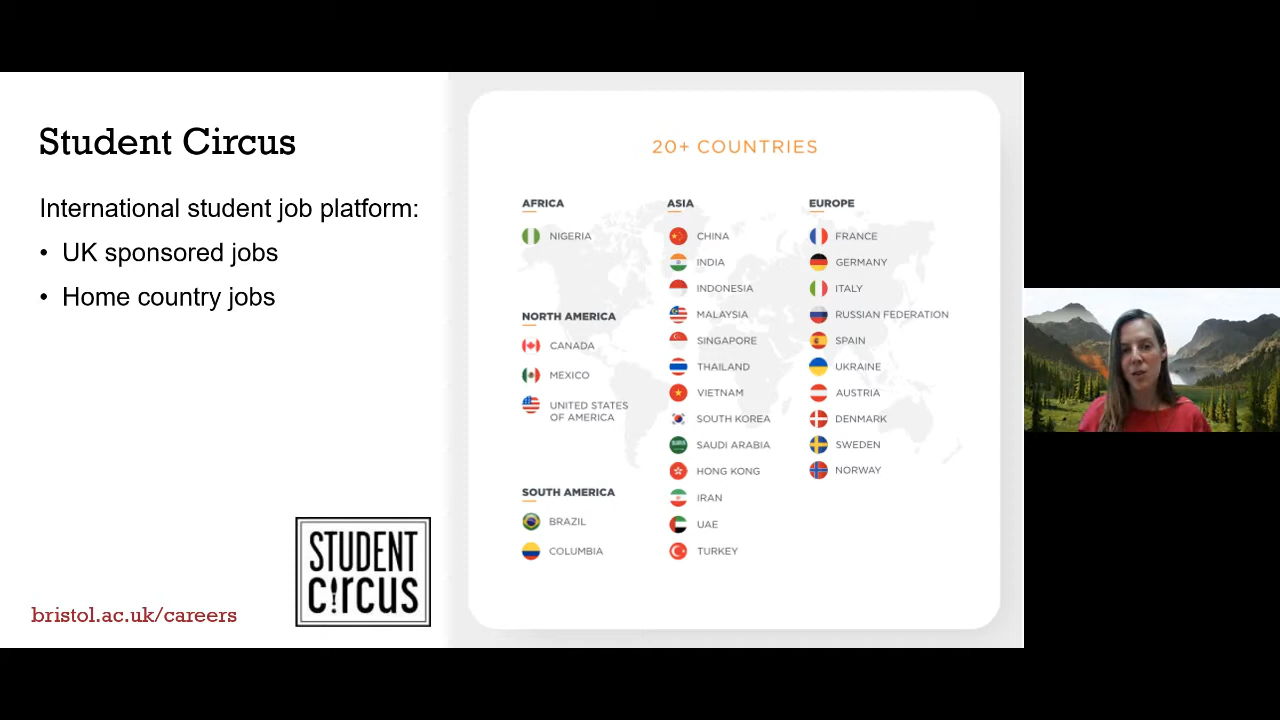 Student Circus
International student job platform:
• UK sponsored jobs
• Home country jobs
STUDENT
CIRCUS
bristol.ac.uk/careers
20+ COUNTRIES
AFRICA
NIGERIA
NORTH AMERICA
CANADA
MEXICO
UNITED STATES
OF AMERICA
SOUTH AMERICA
BRAZIL
COLUMBIA
ASIA
CHINA
INDIA
INDONESIA
MALAYSIA
SINGAPORE
THAILAND
VIETNAM
SOUTH KOREA
SAUDI ARABIA
HONG KONG
IRAN
UAE
TURKEY
EUROPE
FRANCE
GERMANY
ITALY
RUSSIAN FEDERATION
SPAIN
UKRAINE
AUSTRIA
DENMARK
SWEDEN
NORWAY